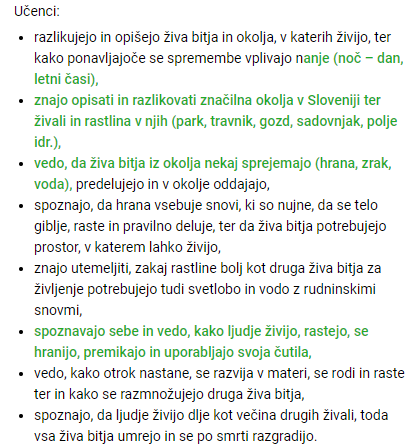 Učenci:
razlikujejo in opišejo živa bitja in okolja, v katerih živijo, ter
kako ponavljajoče se spremembe vplivajo nanje (noč – dan,
letni časi),
znajo opisati in razlikovati značilna okolja v Sloveniji ter
živali in rastlina v njih (park, travnik, gozd, sadovnjak, polje
idr.),
vedo, da živa bitja iz okolja nekaj sprejemajo (hrana, zrak,
voda), predelujejo in v okolje oddajajo,
spoznajo, da hrana vsebuje snovi, ki so nujne, da se telo
giblje, raste in pravilno deluje, ter da živa bitja potrebujejo
prostor, v katerem lahko živijo,
znajo utemeljiti, zakaj rastline bolj kot druga živa bitja za
življenje potrebujejo tudi svetlobo in vodo z rudninskimi
snovmi,
spoznavajo sebe in vedo, kako ljudje živijo, rastejo, se
hranijo, premikajo in uporabljajo svoja čutila,
vedo, kako otrok nastane, se razvija v materi, se rodi in raste
ter in kako se razmnožujejo druga živa bitja,
spoznajo, da ljudje živijo dlje kot večina drugih živali, toda
vsa živa bitja umrejo in se po smrti razgradijo.